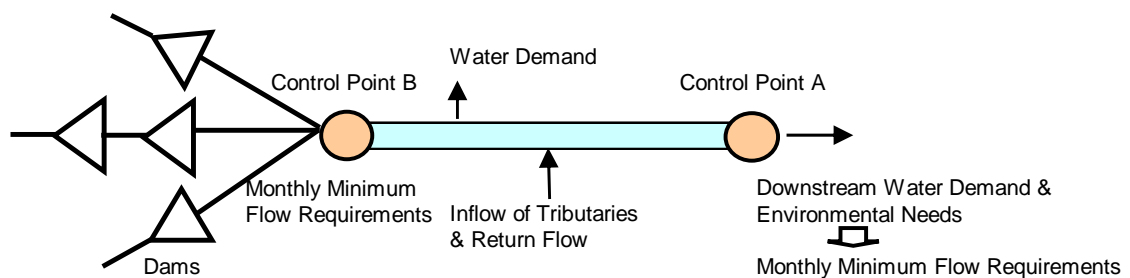 Water Demand
Control Point B
Control Point A
Monthly Minimum
Flow Requirements
Inflow of Tributaries
& Return Flow
Downstream Water Demand &
Environmental Needs
Dams
Monthly Minimum Flow Requirements